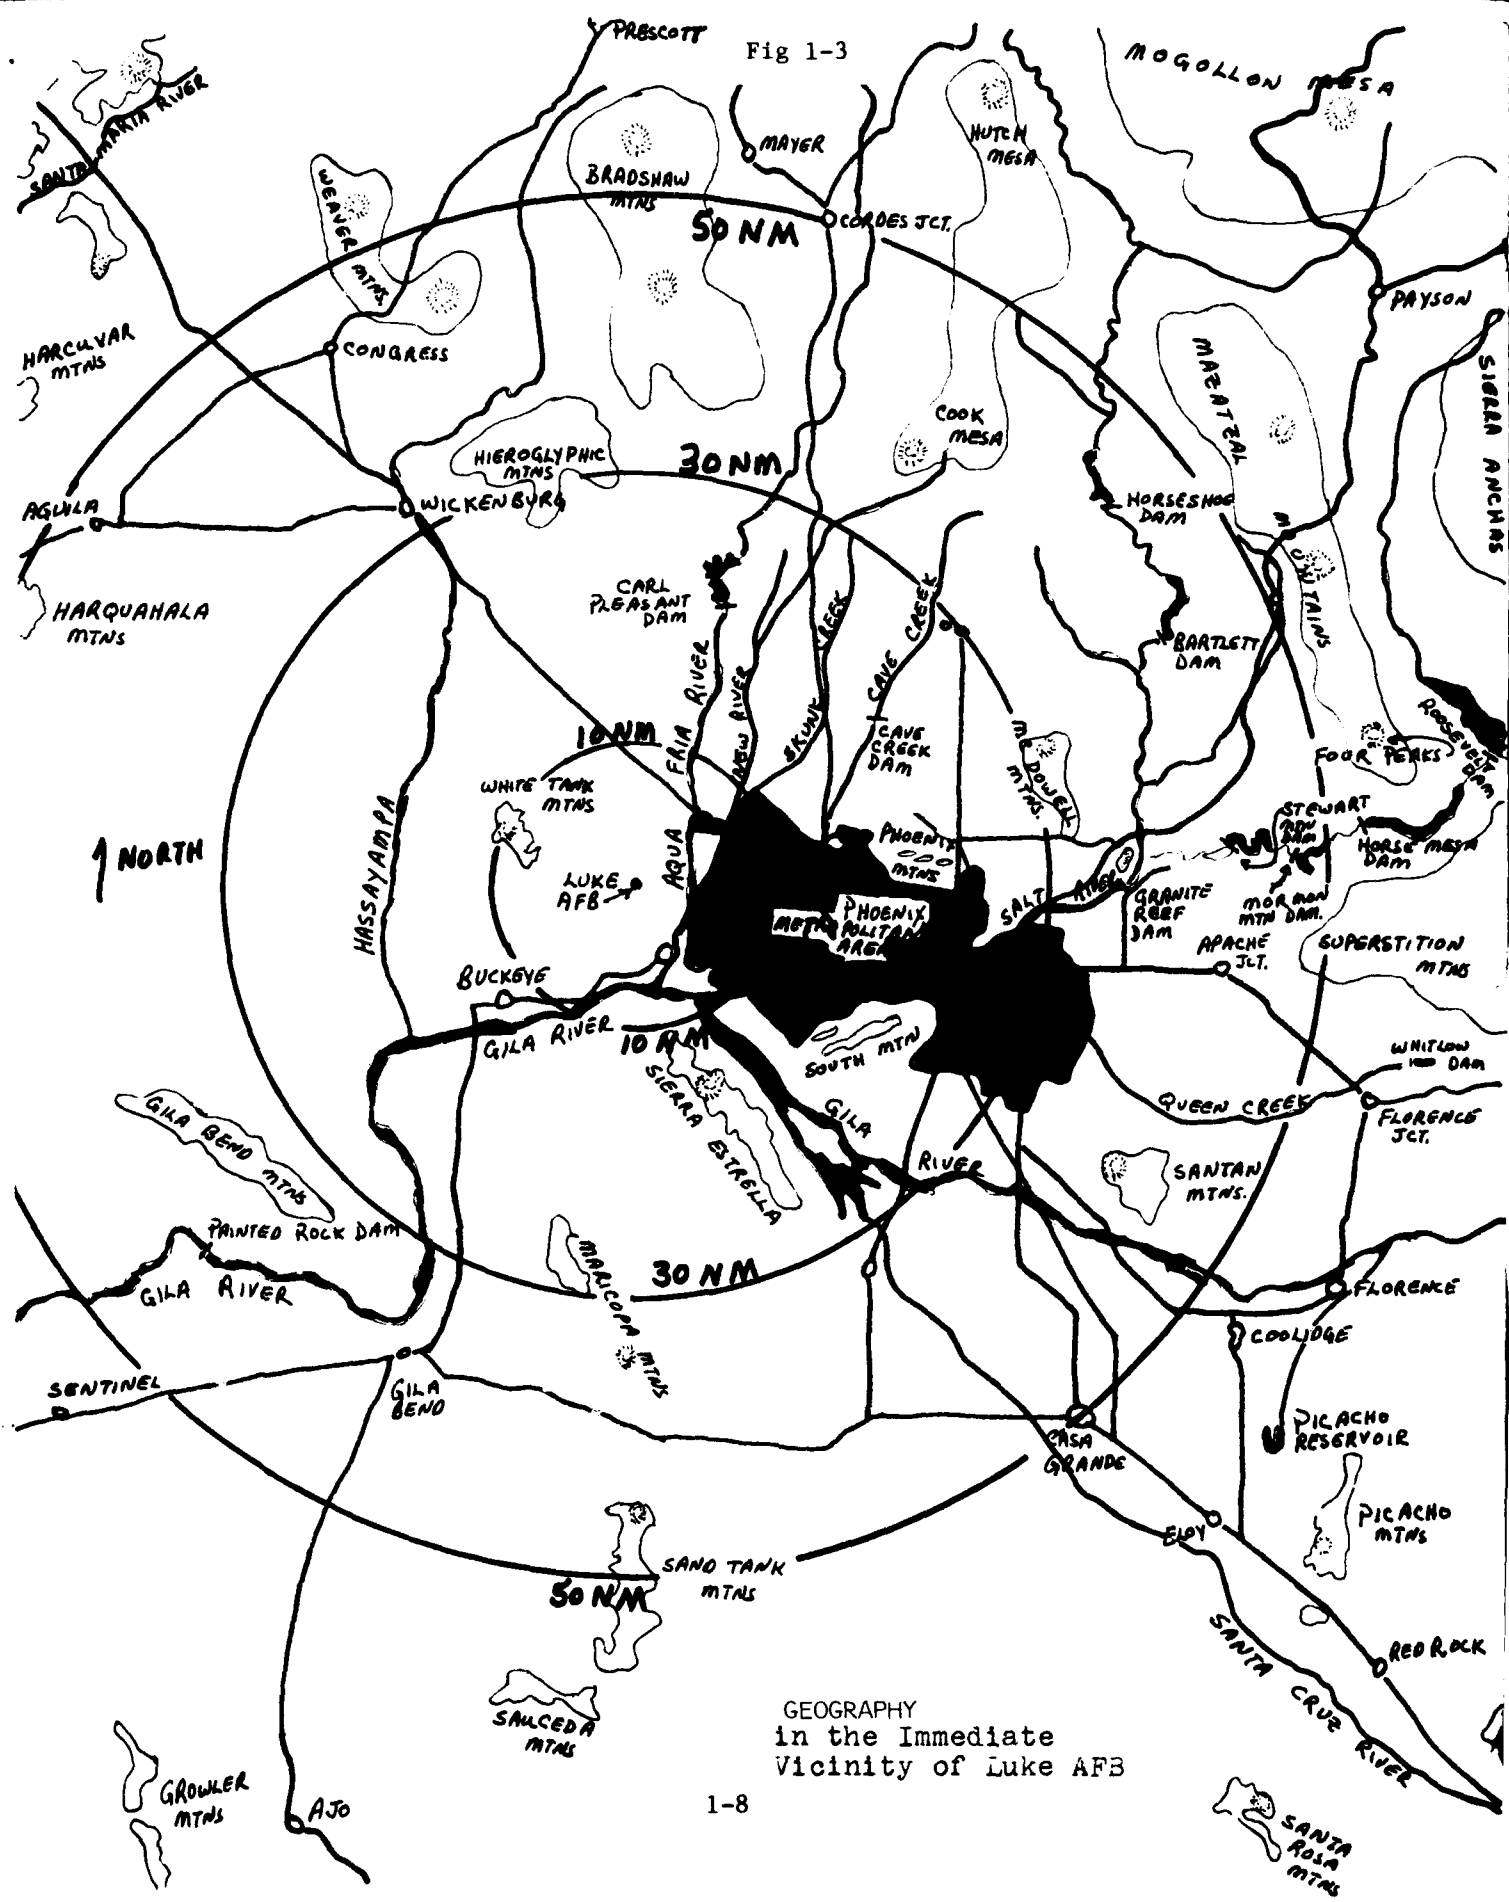 PRESCOTT
Fig 1-3
MOGOLLON MESA
SANTA MARIA RIVER
HUTCH
MESA
MAYER
WEAVER
MTNS.
BRADSHAW
MTNS
50 NM
CORDES JCT.
PAYSON
HARCUVAR
MTNS
CONGRESS
MAZATZAL
MOUNTAINS
SIERRA ANCHAS
COOK
MESA
HIEROGLYPHIC
MTNS
30 NM
AGUILA
WICKENBURG
HORSESHOE
DAM
HARQUAHALA
MTNS
CARL
PLEASANT
DAM
AQUA FRIA RIVER
NEW RIVER
SKUNK CREEK
CAVE CREEK
BARTLETT
DAM
ROOSEVELT
DAM
10 NM
CAVE
CREEK
DAM
MC DOWELL
MTNS.
FOUR PEAKS
WHITE TANK
MTNS
STEWART
MTN
DAM
HORSE MESA
DAM
NORTH
HASSAYAMPA
LUKE
AFB
PHOENIX
MTNS
PHOENIX
METROPOLITAN
AREA
SALT RIVER
GRANITE
REEF
DAM
MORMON
MTN DAM.
APACHE
JCT.
SUPERSTITION
MTNS
BUCKEYE
GILA RIVER
10 NM
SOUTH MTN
WHITLOW
DAM
SIERRA ESTRELLA
GILA RIVER
QUEEN CREEK
FLORENCE
JCT.
GILA BEND
MTNS
SANTAN
MTNS.
PAINTED ROCK DAM
GILA RIVER
MARICOPA
MTNS
30 NM
FLORENCE
COOLIDGE
SENTINEL
GILA
BEND
CASA
GRANDE
PICACHO
RESERVOIR
ELOY
PICACHO
MTNS
SAND TANK
MTNS
50 NM
SANTA CRUZ RIVER
RED ROCK
SAUCEDA
MTNS
GEOGRAPHY
in the Immediate
Vicinity of Luke AFB
GROWLER
MTNS
AJO
1-8
SANTA
ROSA
MTNS